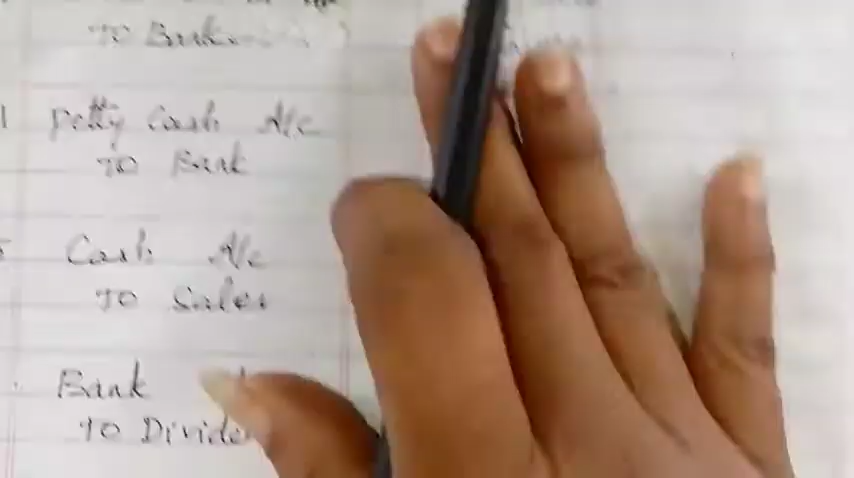 TO Bank
Petty Cash A/c
TO Bank
Cash A/c
TO Sales
Bank
TO Divide